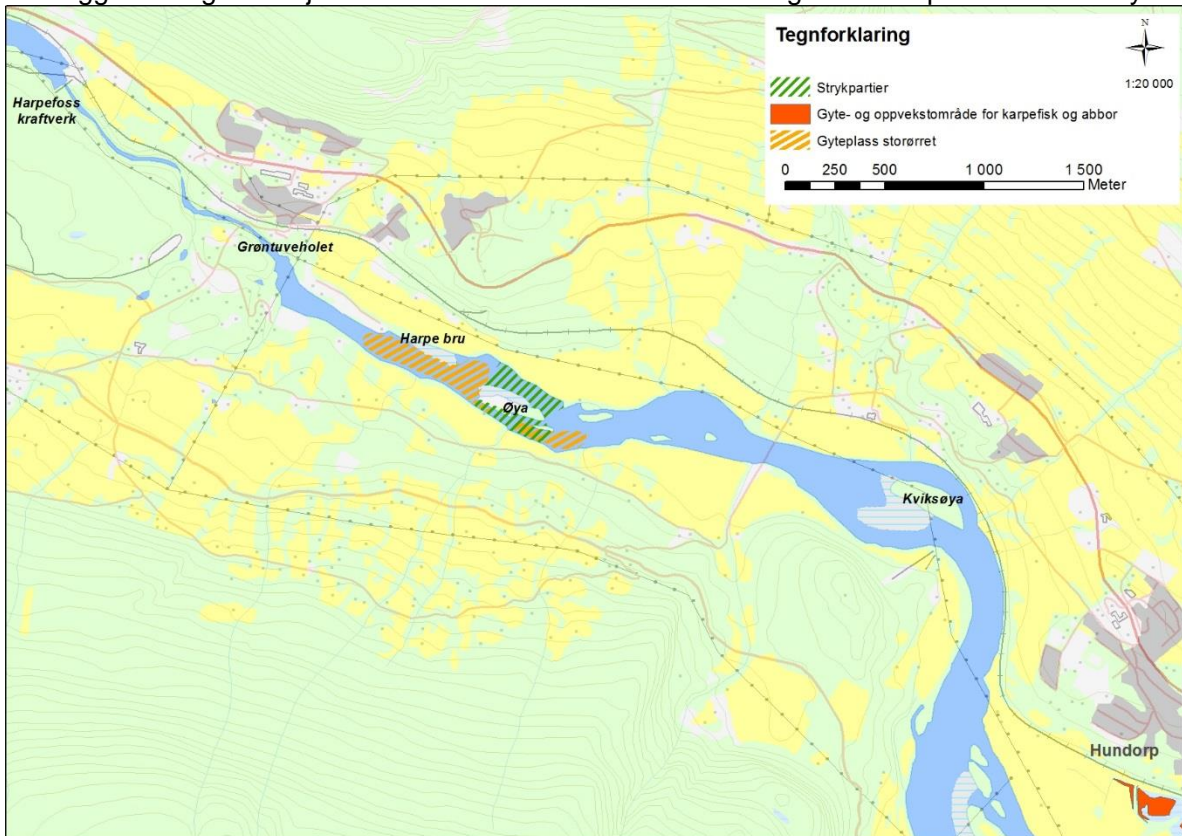 Tegnforklaring
N
1:20 000
Strykpartier
Gyte- og oppvekstområde for karpefisk og abbor
Gyteplass storørret
0 250 500 1 000 1 500
Meter
Harpefoss
kraftverk
Grøntuveholet
Harpe bru
Øya
Kviksøya
Hundorp